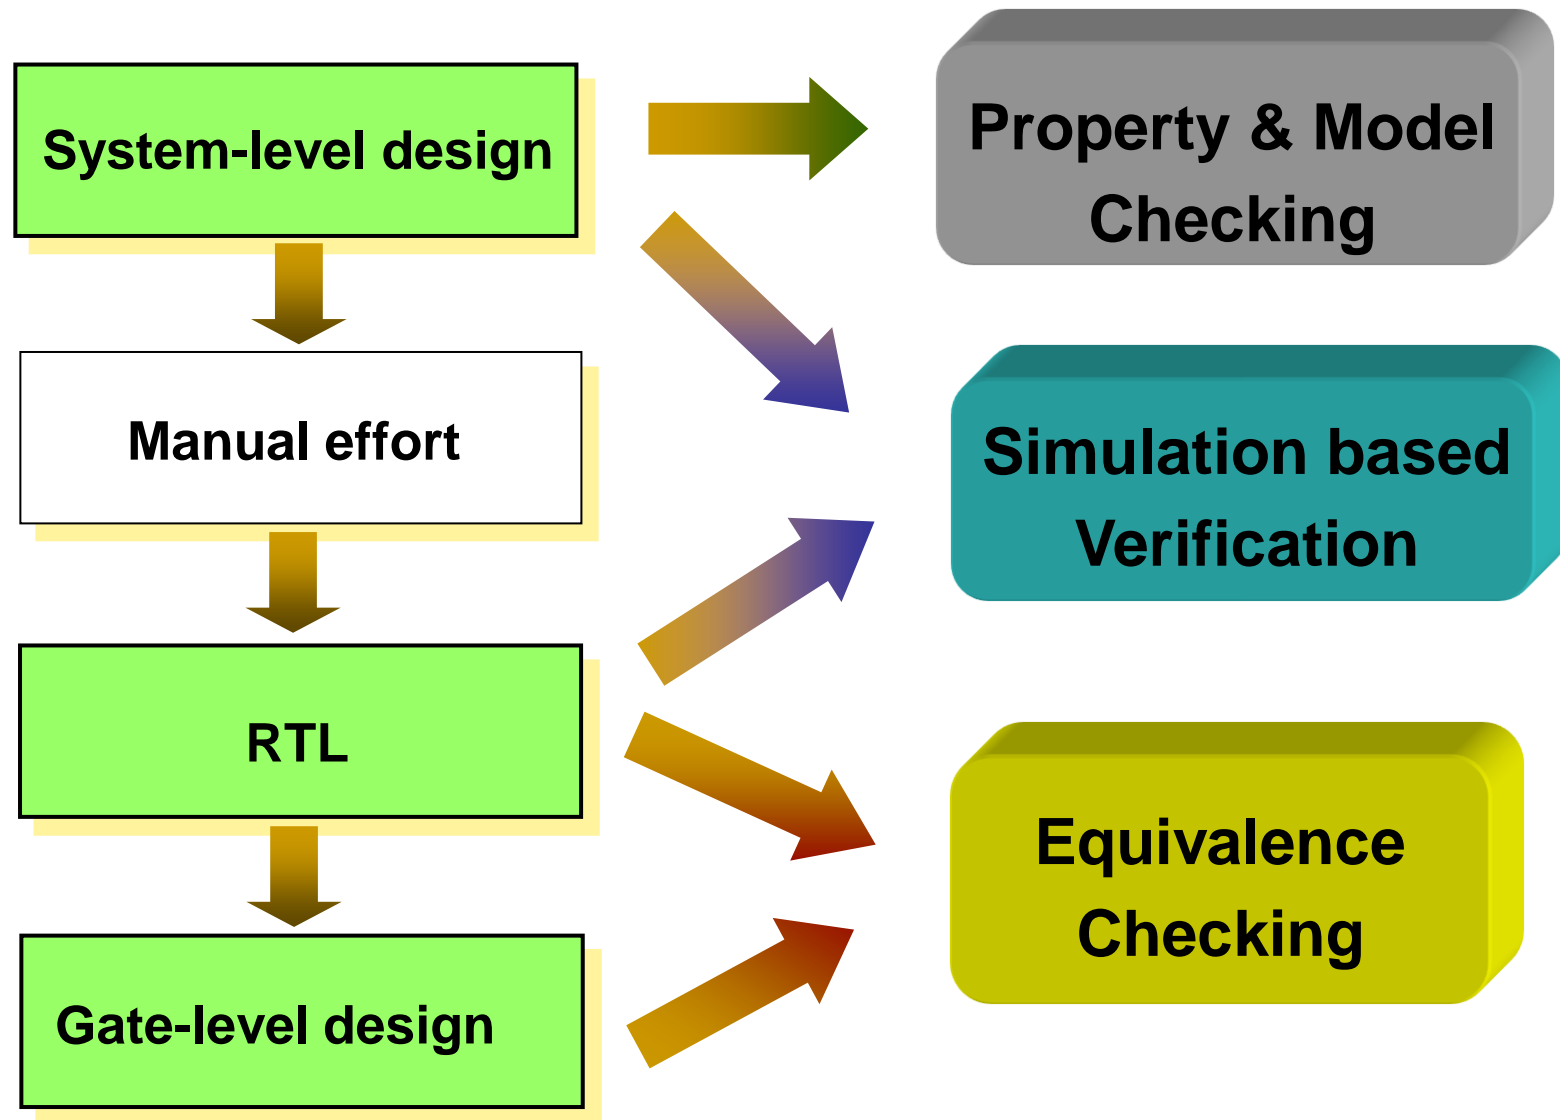 System-level design
Property & Model
Checking
Manual effort
Simulation based
Verification
RTL
Equivalence
Checking
Gate-level design